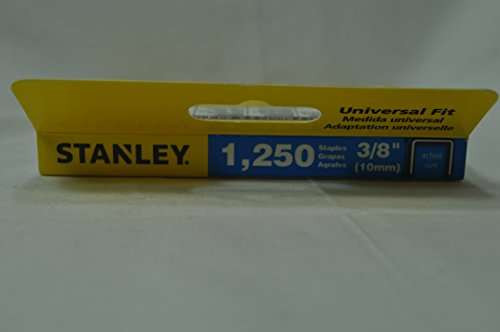 Universal Fit
Medida universal
Adaptation universelle
STANLEY
1,250
Staples
Grapas
Agrafes
3/8"
(10mm)